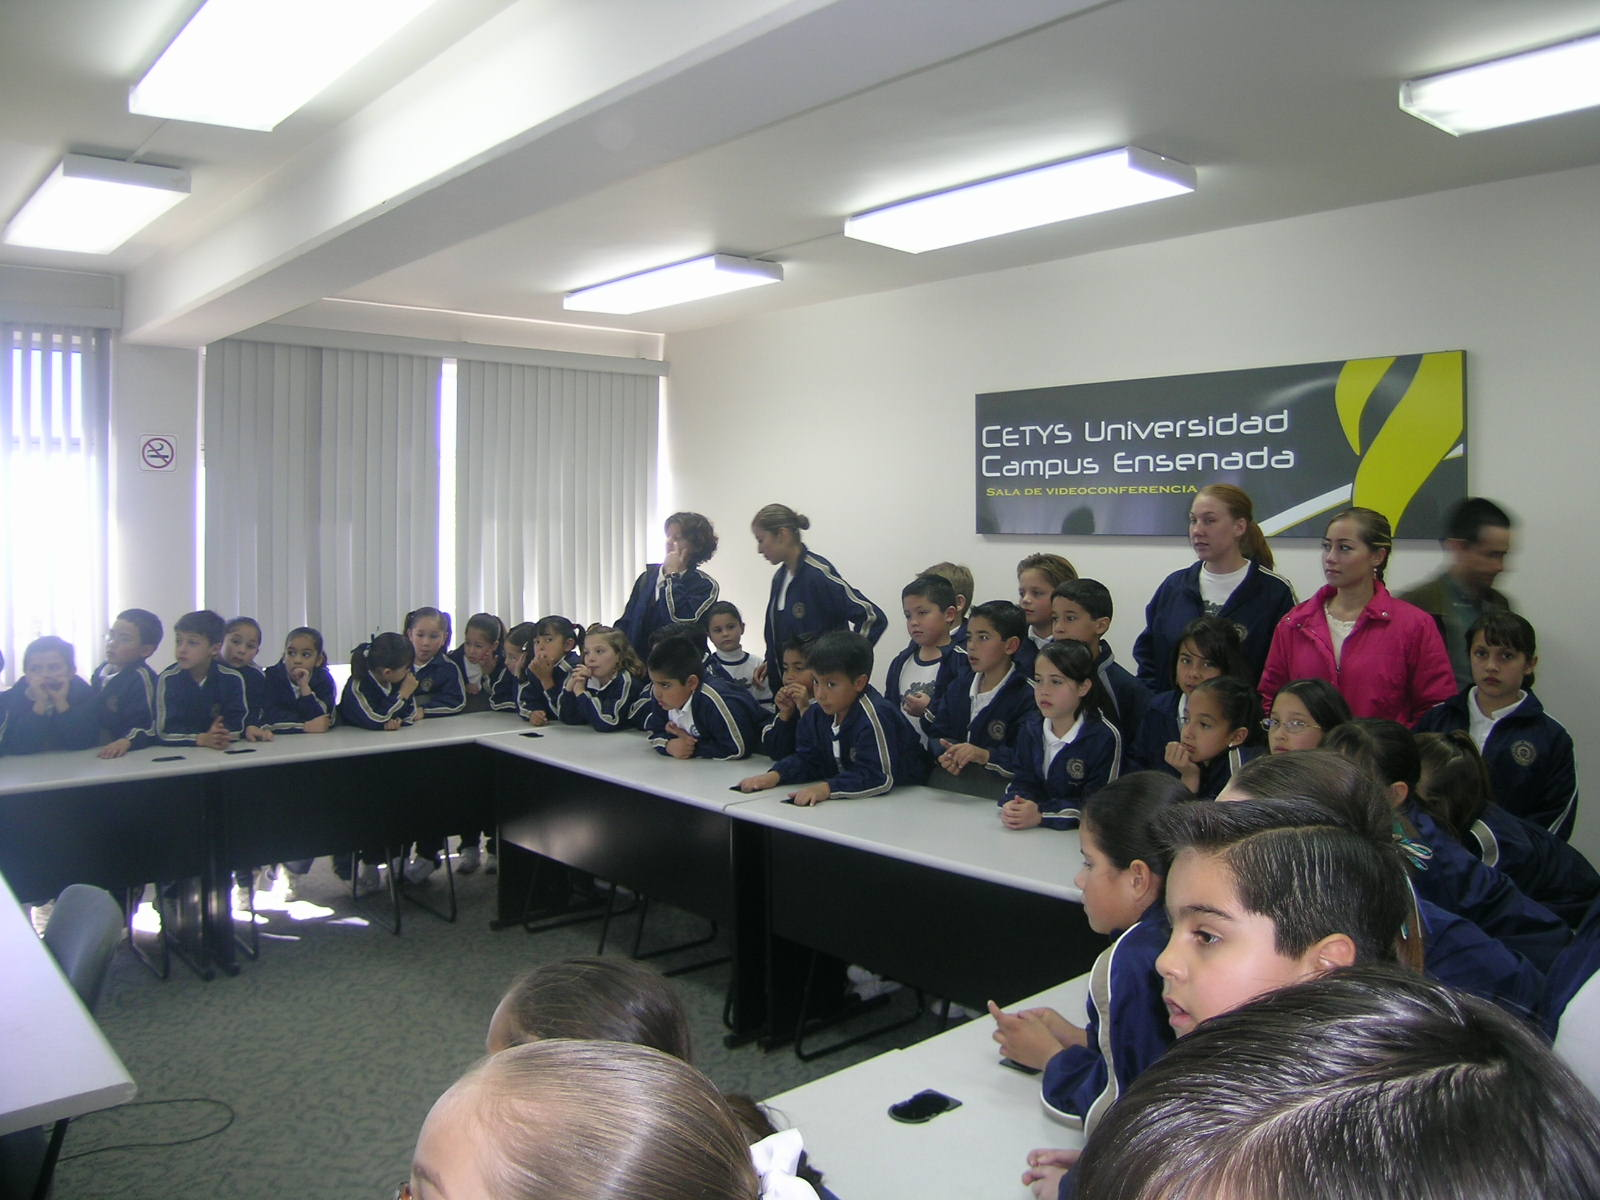 CETYS Universidad
Campus Ensenada
SALA DE VIDEOCONFERENCIA